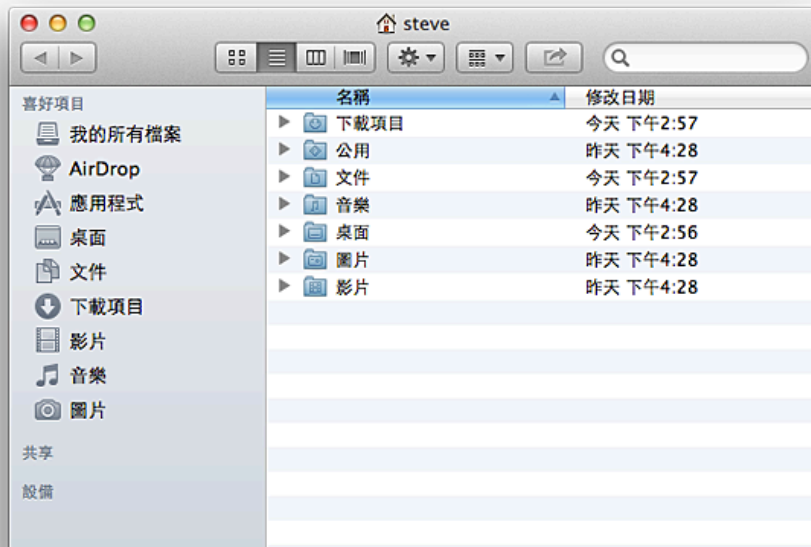 steve
喜好項目
我的所有檔案
AirDrop
應用程式
桌面
文件
下載項目
影片
音樂
圖片
共享
設備
名稱 修改日期
下載項目 今天 下午2:57
公用 昨天 下午4:28
文件 今天 下午2:57
音樂 昨天 下午4:28
桌面 今天 下午2:56
圖片 昨天 下午4:28
影片 昨天 下午4:28